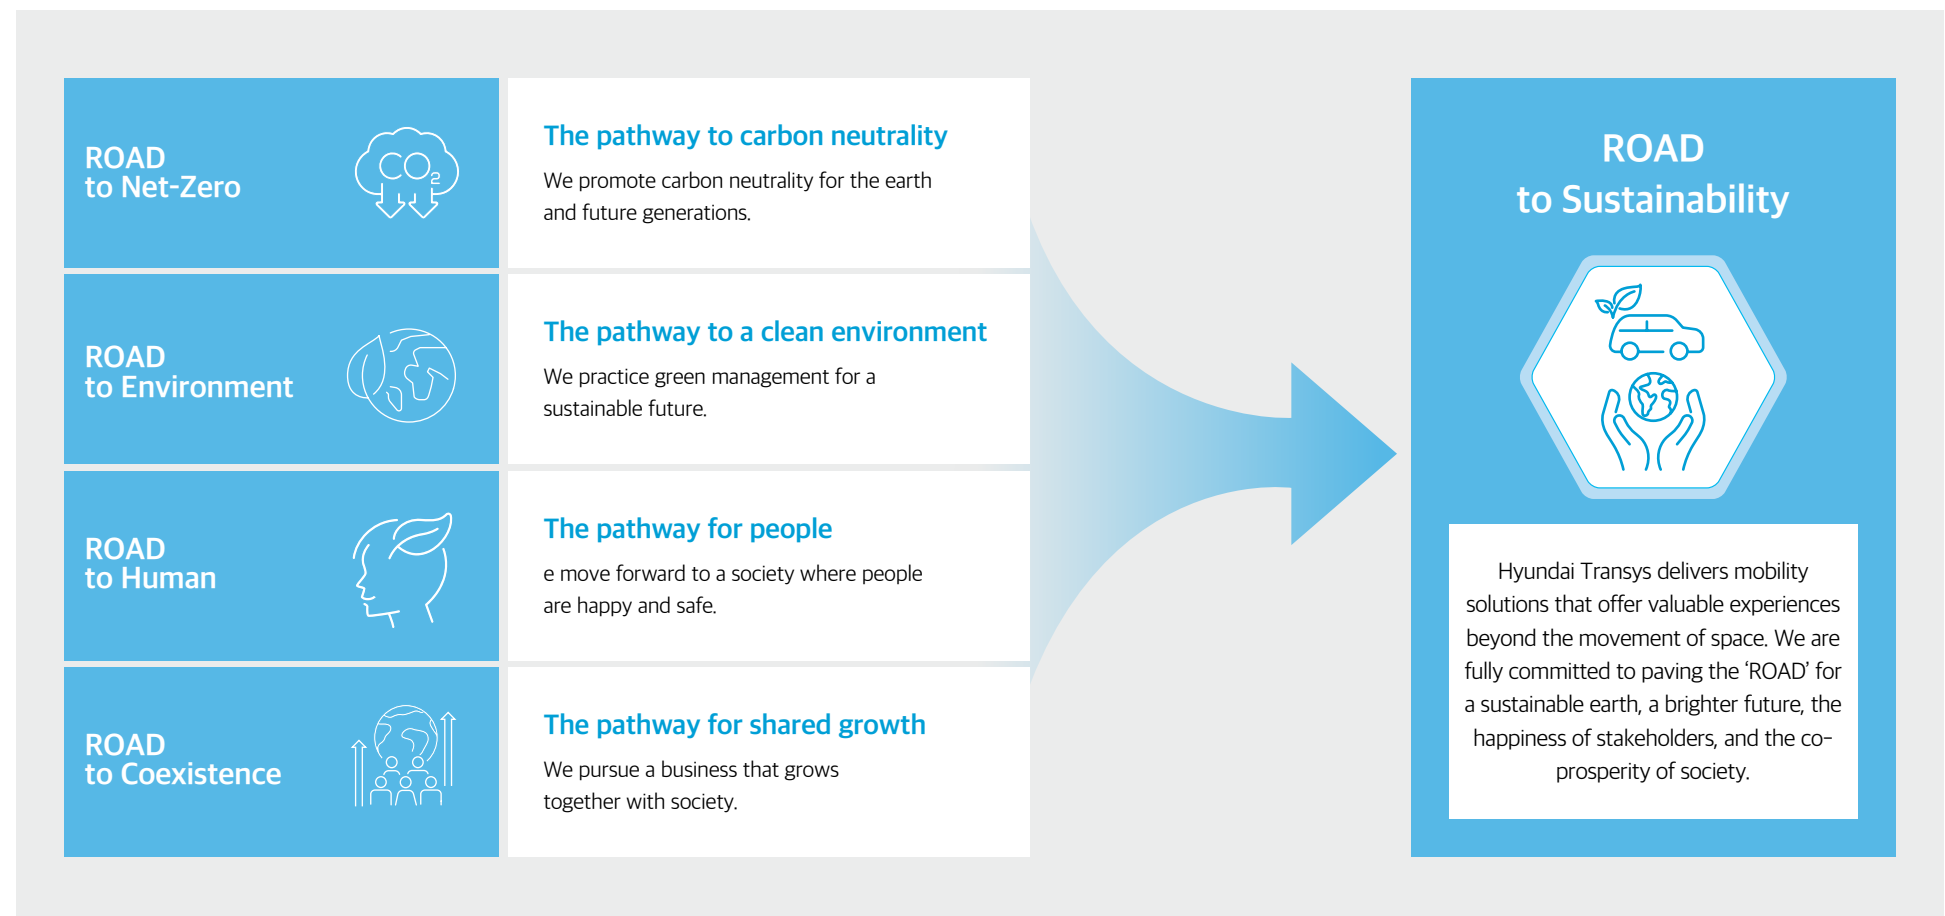 ROAD
to Net-Zero
CO2
The pathway to carbon neutrality
We promote carbon neutrality for the earth
and future generations.
ROAD
to Environment
The pathway to a clean environment
We practice green management for a
sustainable future.
ROAD
to Human
The pathway for people
e move forward to a society where people
are happy and safe.
ROAD
to Coexistence
The pathway for shared growth
We pursue a business that grows
together with society.
ROAD
to Sustainability
Hyundai Transys delivers mobility
solutions that offer valuable experiences
beyond the movement of space. We are
fully committed to paving the ‘ROAD’ for
a sustainable earth, a brighter future, the
happiness of stakeholders, and the co-
prosperity of society.